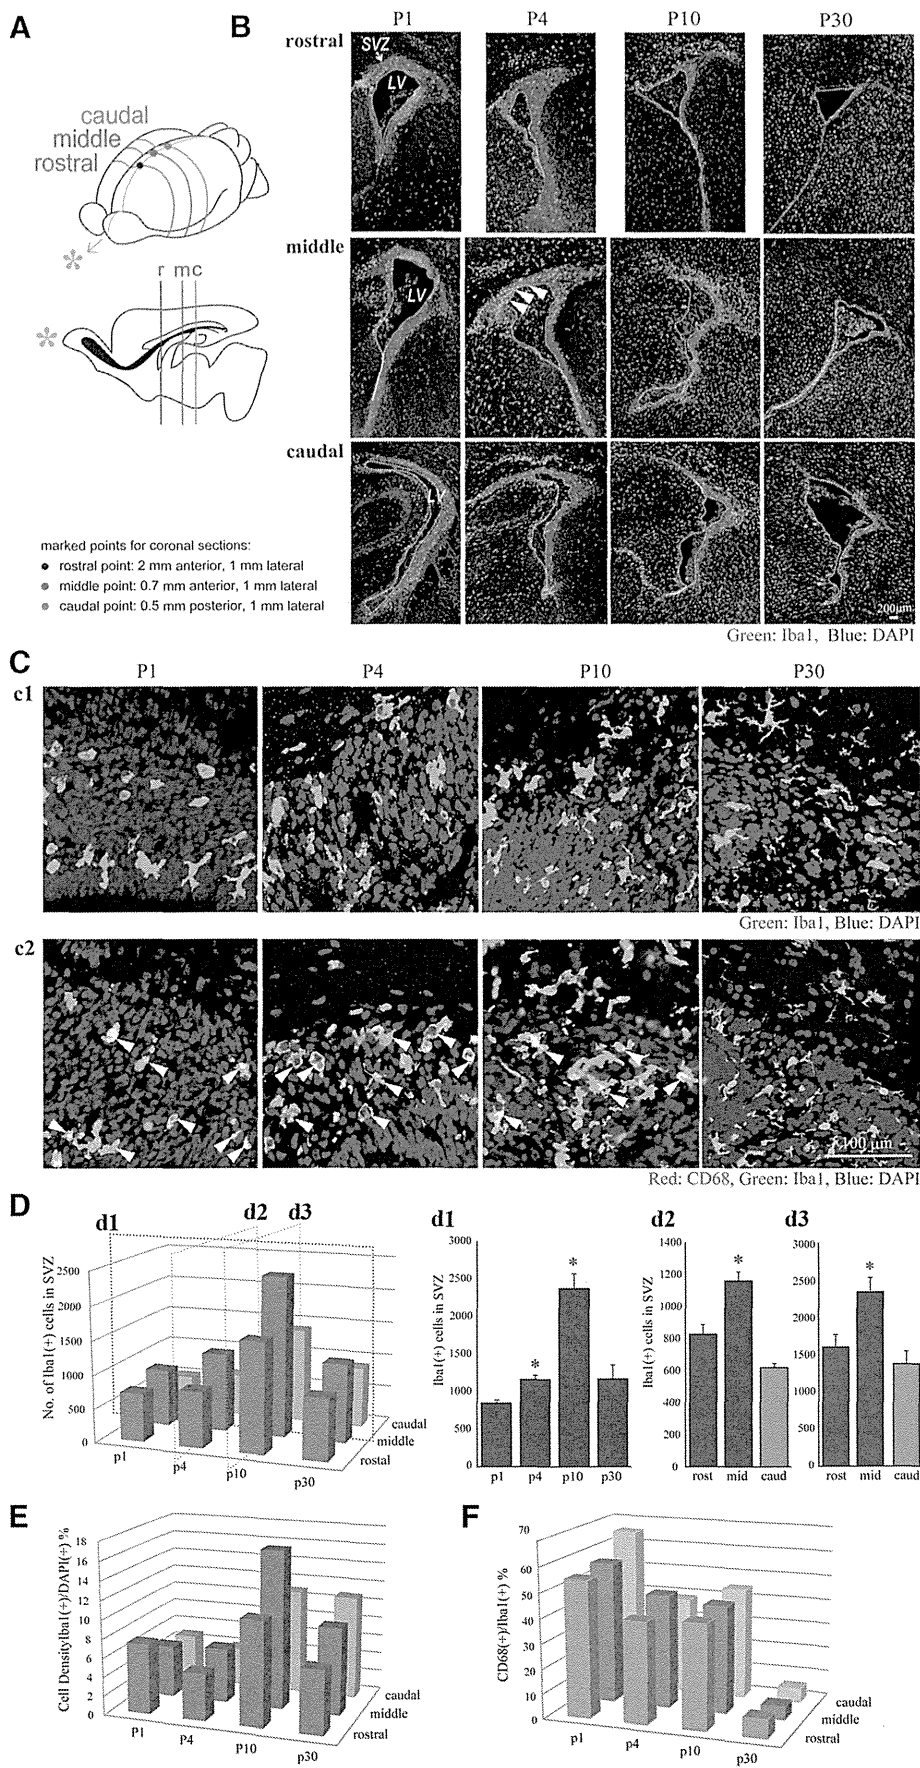 A
B
P1
P4
P10
P30
rostral
SVZ
LV
caudal
middle
rostral
middle
LV
r m c
caudal
LV
marked points for coronal sections:
rostral point: 2 mm anterior, 1 mm lateral
middle point: 0.7 mm anterior, 1 mm lateral
caudal point: 0.5 mm posterior, 1 mm lateral
200μm
Green: Iba1, Blue: DAPI
C
P1
P4
P10
P30
c1
Green: Iba1, Blue: DAPI
c2
100 μm
Red: CD68, Green: Iba1, Blue: DAPI
D
d1
d2
d3
No. of Iba1(+) cells in SVZ
2500
2000
1500
1000
500
0
p1
p4
p10
p30
caudal
middle
rostal
d1
Iba1(+) cells in SVZ
3000
2500
2000
1500
1000
500
0
*
*
p1 p4 p10 p30
d2
Iba1(+) cells in SVZ
1400
1200
1000
800
600
400
200
0
*
rost mid caud
d3
3000
2500
2000
1500
1000
500
0
*
rost mid caud
E
Cell DensityIba1(+)/DAPI(+) %
18
16
14
12
10
8
6
4
2
0
P1
P4
P10
p30
caudal
middle
rostral
F
CD68(+)/Iba1(+) %
70
60
50
40
30
20
10
0
p1
p4
p10
p30
caudal
middle
rostral